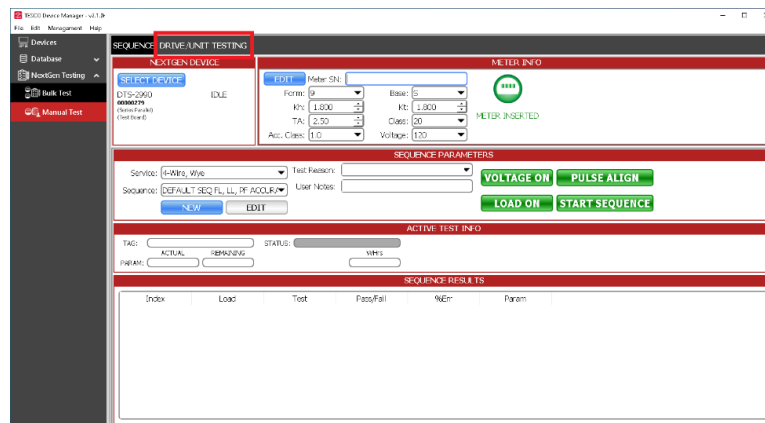 TESCO Device Manager - v2.1.0F
File Edit Management Help
Devices
Database
NextGen Testing
Bulk Test
Manual Test
SEQUENCE DRIVE/UNIT TESTING
NEXTGEN DEVICE
SELECT DEVICE
DTS-2990 IDLE
00000279
(Series Parallel)
(Test Board)
METER INFO
EDIT Meter SN:
Form: 9 Base: S
Kh: 1.800 Kt: 1.800
TA: 2.50 Class: 20
Acc. Class: 1.0 Voltage: 120
METER INSERTED
SEQUENCE PARAMETERS
Service: 4-Wire, Wye Test Reason:
Sequence: DEFAULT SEQ FL, LL, PF ACCUR User Notes:
NEW EDIT
VOLTAGE ON PULSE ALIGN
LOAD ON START SEQUENCE
ACTIVE TEST INFO
TAG: STATUS:
ACTUAL REMAINING WHrs
PARAM:
SEQUENCE RESULTS
Index Load Test Pass/Fail %Err Param